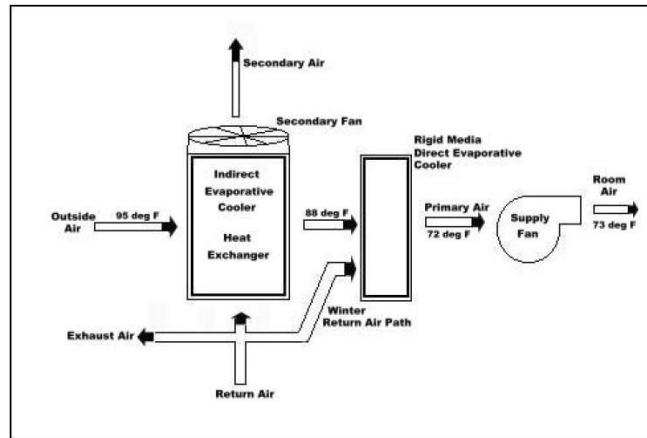 Secondary Air
Secondary Fan
Indirect
Evaporative
Cooler
Heat
Exchanger
Rigid Media
Direct Evaporative
Cooler
Outside
Air
95 deg F
88 deg F
Primary Air
72 deg F
Supply
Fan
Room
Air
73 deg F
Winter
Return Air Path
Exhaust Air
Return Air